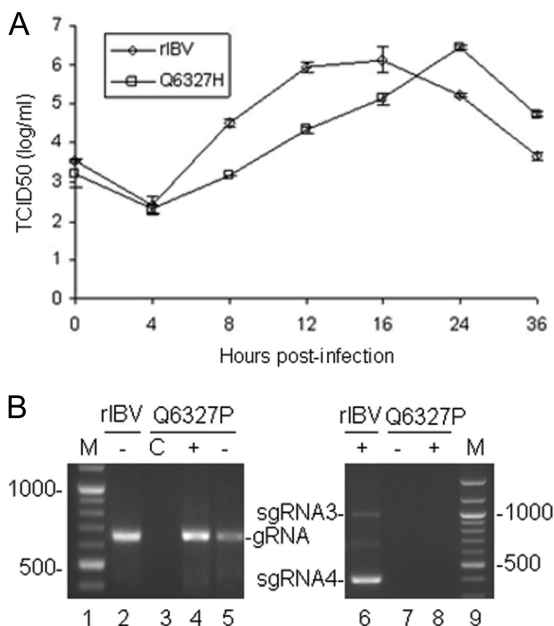 A
rIBV
Q6327H
TCID50 (log/ml)
7
6
5
4
3
2
1
0
0 4 8 12 16 24 36
Hours post-infection
B
rIBV Q6327P rIBV Q6327P
M - C + - + - + M
1000-
500-
sgRNA3-
-gRNA
sgRNA4-
-1000
-500
1 2 3 4 5 6 7 8 9